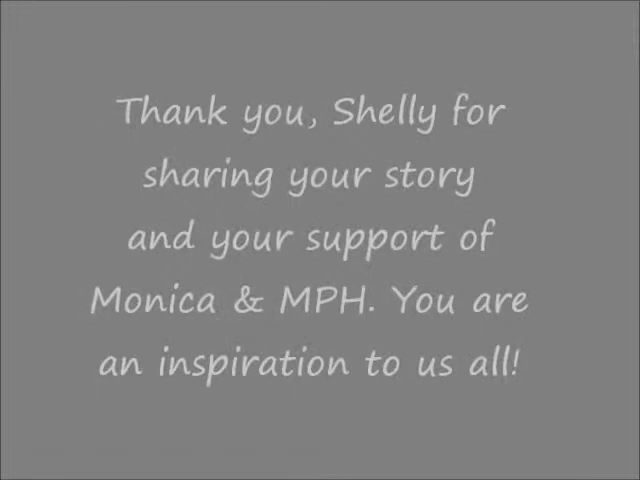 Thank you, Shelly for
sharing your story
and your support of
Monica & MPH. You are
an inspiration to us all!